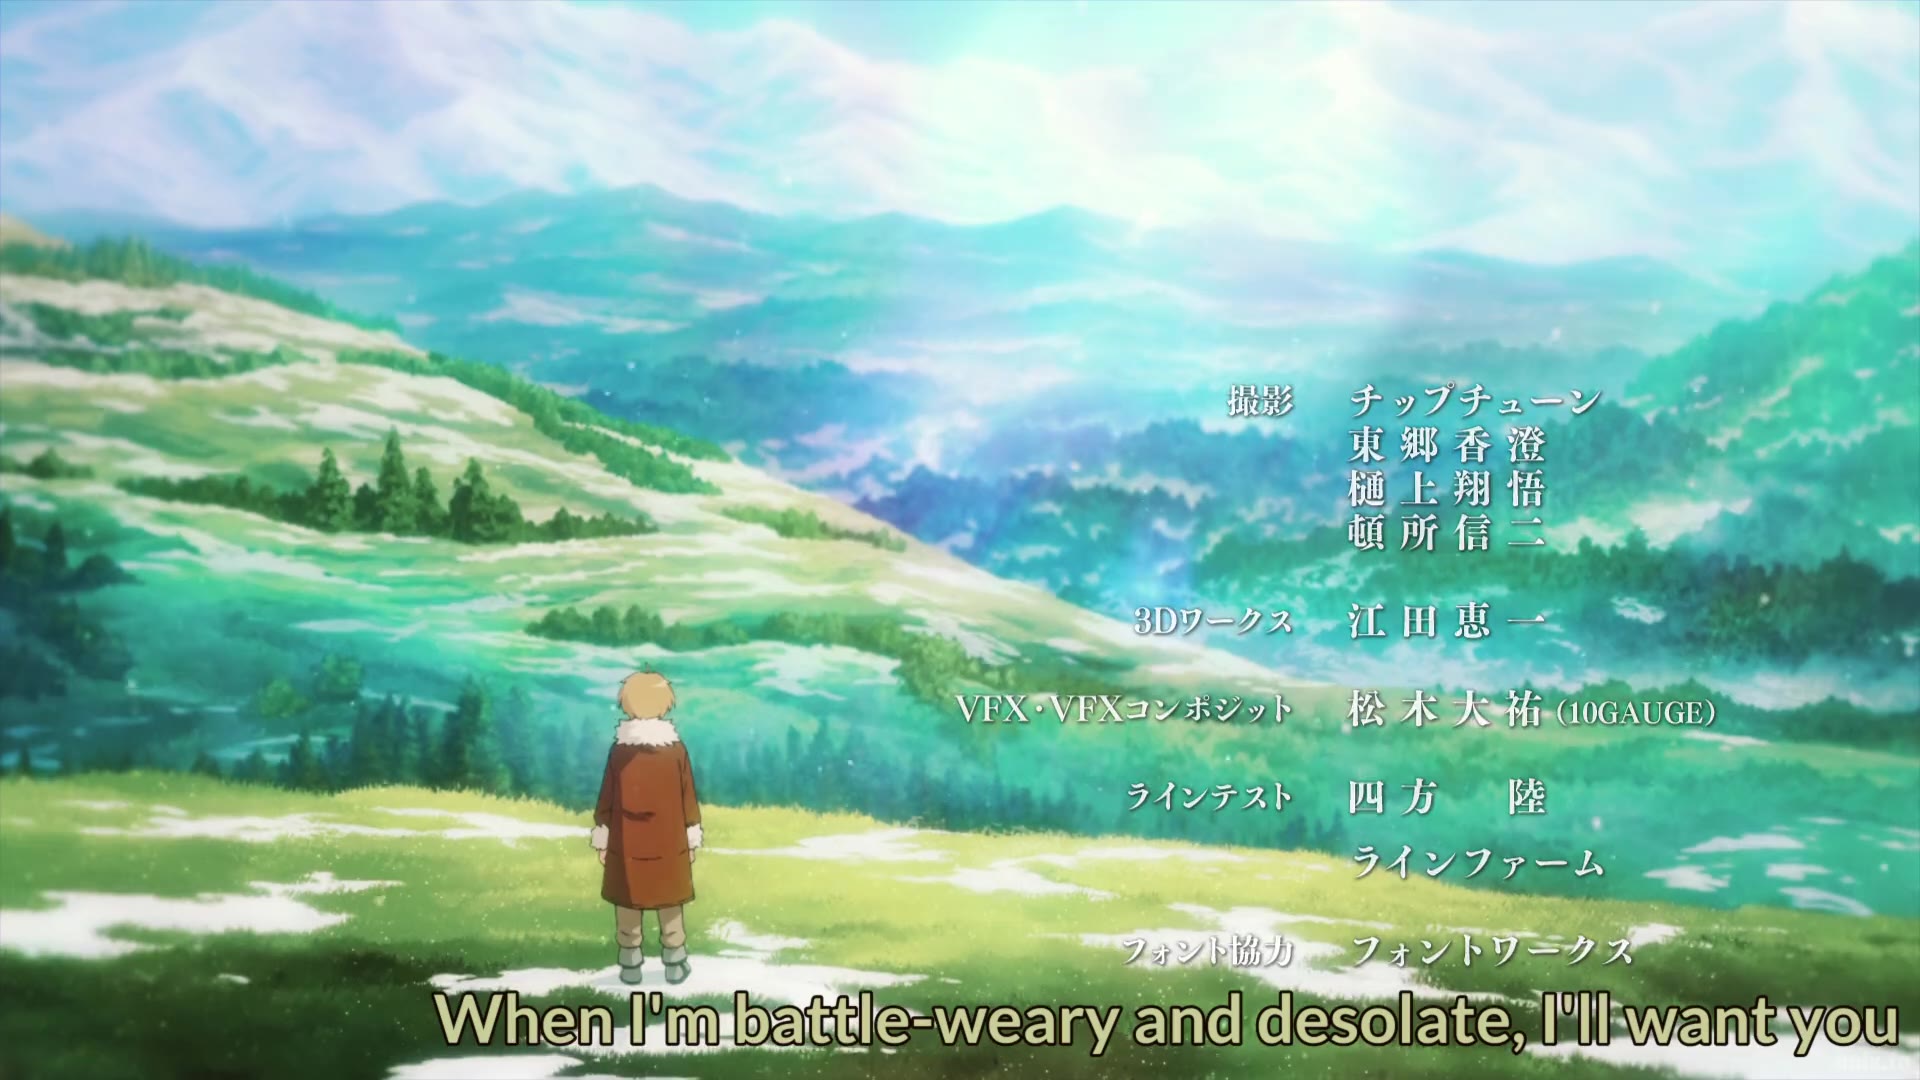 撮影 チップチューン
東郷香澄
樋上翔悟
頓所信二
3Dワークス 江田恵一
VFX・VFXコンポジット 松木大祐(10GAUGE)
ラインテスト 四方 陸
ラインファーム
フォント協力 フォントワークス
When I'm battle-weary and desolate, I'll want you